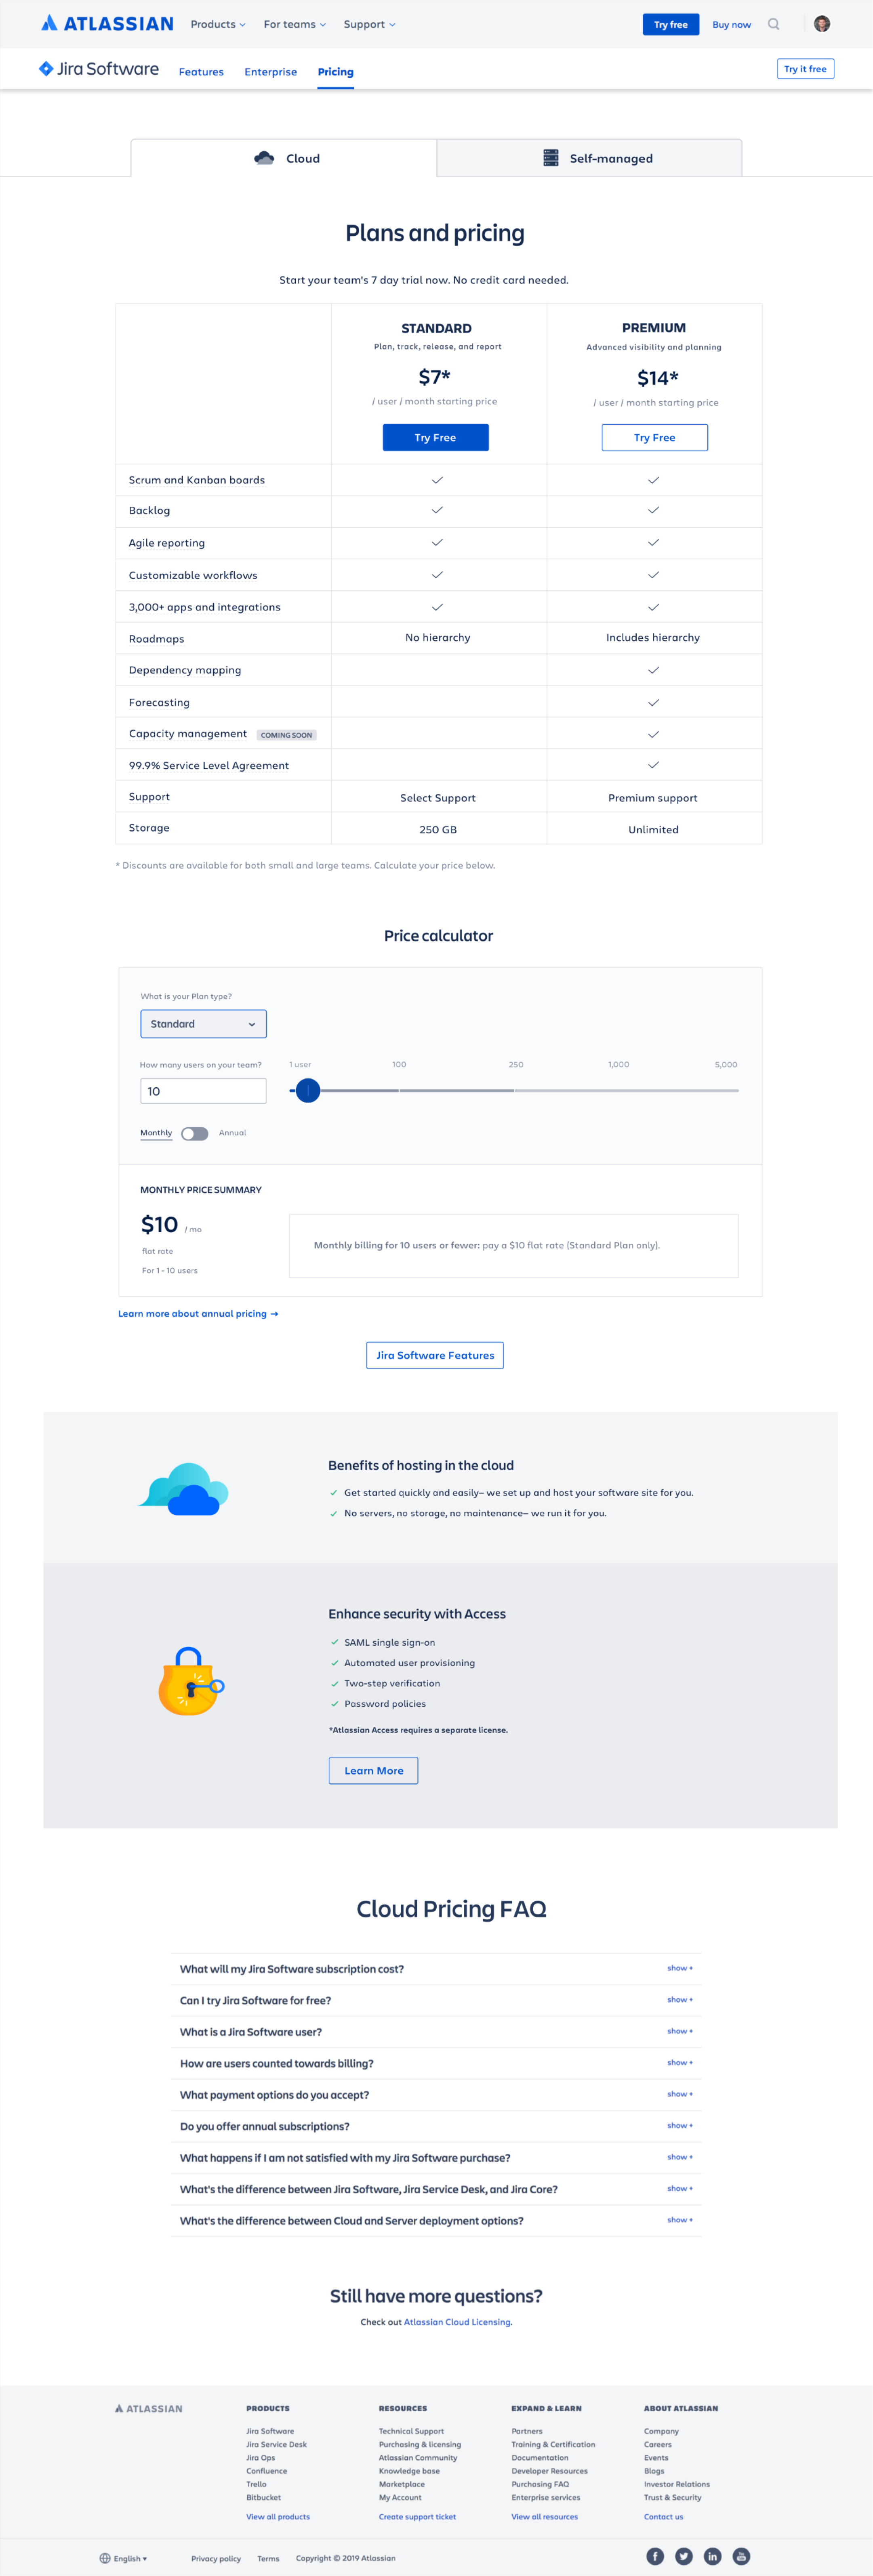 ATLASSIAN Products For teams Support Try free Buy now
Jira Software Features Enterprise Pricing Try it free
Cloud Self-managed
Plans and pricing
Start your team's 7 day trial now. No credit card needed.
STANDARD PREMIUM
Plan, track, release, and report Advanced visibility and planning
$7* $14*
/ user / month starting price / user / month starting price
Try Free Try Free
Scrum and Kanban boards
Backlog
Agile reporting
Customizable workflows
3,000+ apps and integrations
Roadmaps No hierarchy Includes hierarchy
Dependency mapping
Forecasting
Capacity management COMING SOON
99.9% Service Level Agreement
Support Select Support Premium support
Storage 250 GB Unlimited
* Discounts are available for both small and large teams. Calculate your price below.
Price calculator
What is your Plan type?
Standard
How many users on your team? 1 user 100 250 1,000 5,000
10
Monthly Annual
MONTHLY PRICE SUMMARY
$10 / mo
flat rate
For 1 - 10 users
Monthly billing for 10 users or fewer: pay a $10 flat rate (Standard Plan only).
Learn more about annual pricing →
Jira Software Features
Benefits of hosting in the cloud
Get started quickly and easily– we set up and host your software site for you.
No servers, no storage, no maintenance– we run it for you.
Enhance security with Access
SAML single sign-on
Automated user provisioning
Two-step verification
Password policies
*Atlassian Access requires a separate license.
Learn More
Cloud Pricing FAQ
What will my Jira Software subscription cost? show +
Can I try Jira Software for free? show +
What is a Jira Software user? show +
How are users counted towards billing? show +
What payment options do you accept? show +
Do you offer annual subscriptions? show +
What happens if I am not satisfied with my Jira Software purchase? show +
What's the difference between Jira Software, Jira Service Desk, and Jira Core? show +
What's the difference between Cloud and Server deployment options? show +
Still have more questions?
Check out Atlassian Cloud Licensing.
ATLASSIAN PRODUCTS RESOURCES EXPAND & LEARN ABOUT ATLASSIAN
Jira Software Technical Support Partners Company
Jira Service Desk Purchasing & licensing Training & Certification Careers
Jira Ops Atlassian Community Documentation Events
Confluence Knowledge base Developer Resources Blogs
Trello Marketplace Purchasing FAQ Investor Relations
Bitbucket My Account Enterprise services Trust & Security
View all products Create support ticket View all resources Contact us
English Privacy policy Terms Copyright © 2019 Atlassian